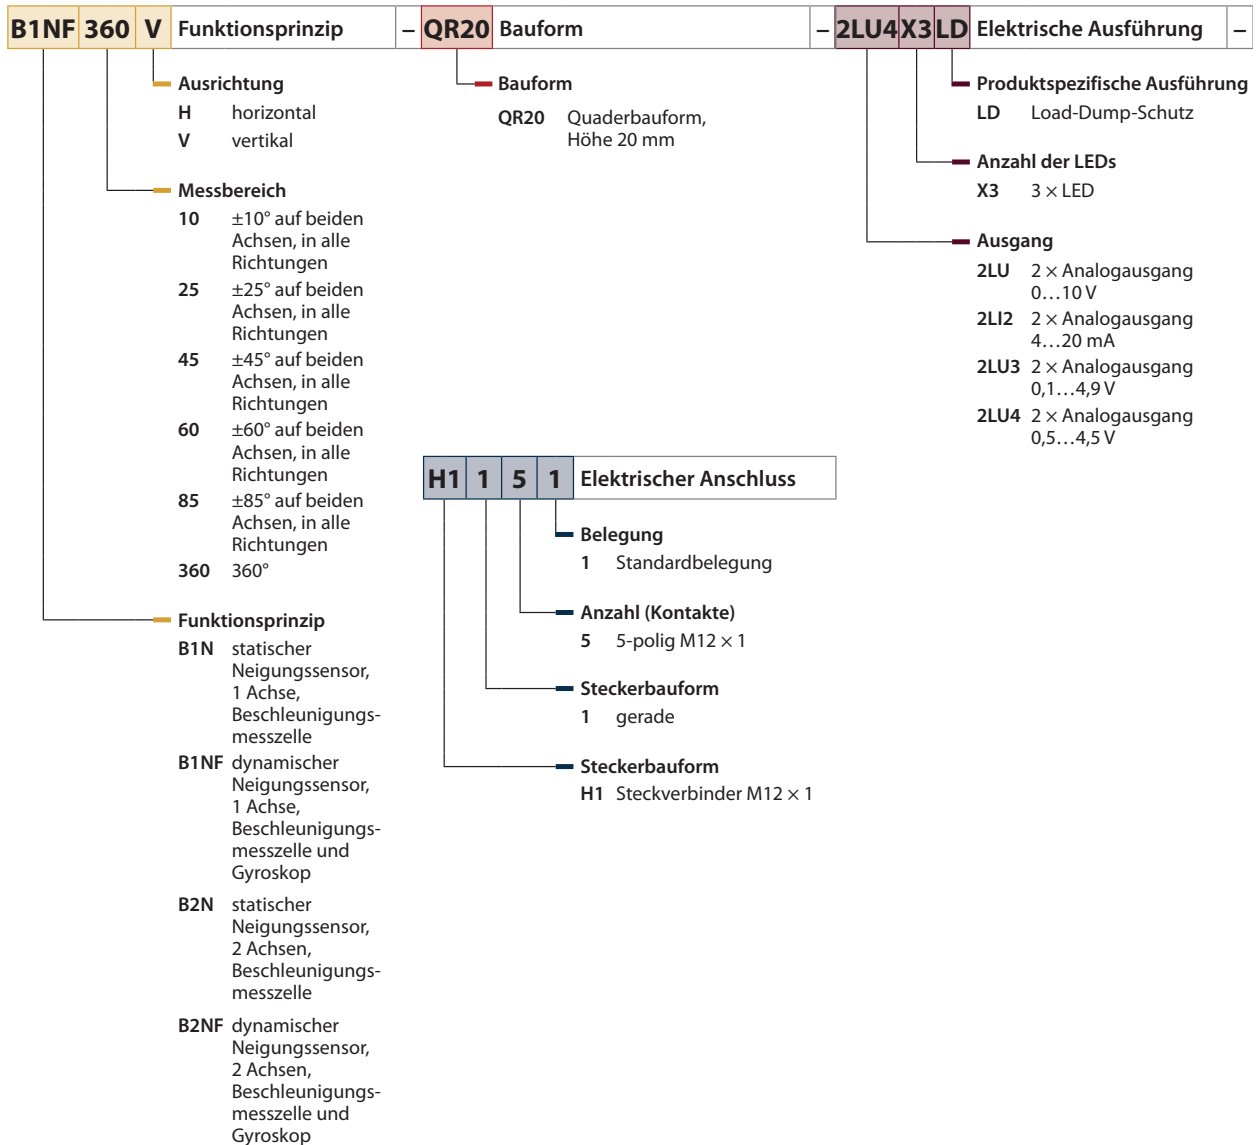 B1NF 360 V Funktionsprinzip – QR20 Bauform – 2LU4 X3 LD Elektrische Ausführung –
Ausrichtung
H horizontal
V vertikal
Messbereich
10 ±10° auf beiden
Achsen, in alle
Richtungen
25 ±25° auf beiden
Achsen, in alle
Richtungen
45 ±45° auf beiden
Achsen, in alle
Richtungen
60 ±60° auf beiden
Achsen, in alle
Richtungen
85 ±85° auf beiden
Achsen, in alle
Richtungen
360 360°
Funktionsprinzip
B1N statischer
Neigungssensor,
1 Achse,
Beschleunigungs-
messzelle
B1NF dynamischer
Neigungssensor,
1 Achse,
Beschleunigungs-
messzelle und
Gyroskop
B2N statischer
Neigungssensor,
2 Achsen,
Beschleunigungs-
messzelle
B2NF dynamischer
Neigungssensor,
2 Achsen,
Beschleunigungs-
messzelle und
Gyroskop
Bauform
QR20 Quaderbauform,
Höhe 20 mm
Produktspezifische Ausführung
LD Load-Dump-Schutz
Anzahl der LEDs
X3 3 × LED
Ausgang
2LU 2 × Analogausgang
0…10 V
2LI2 2 × Analogausgang
4…20 mA
2LU3 2 × Analogausgang
0,1…4,9 V
2LU4 2 × Analogausgang
0,5…4,5 V
H1 1 5 1 Elektrischer Anschluss
Belegung
1 Standardbelegung
Anzahl (Kontakte)
5 5-polig M12 × 1
Steckerbauform
1 gerade
Steckerbauform
H1 Steckverbinder M12 × 1